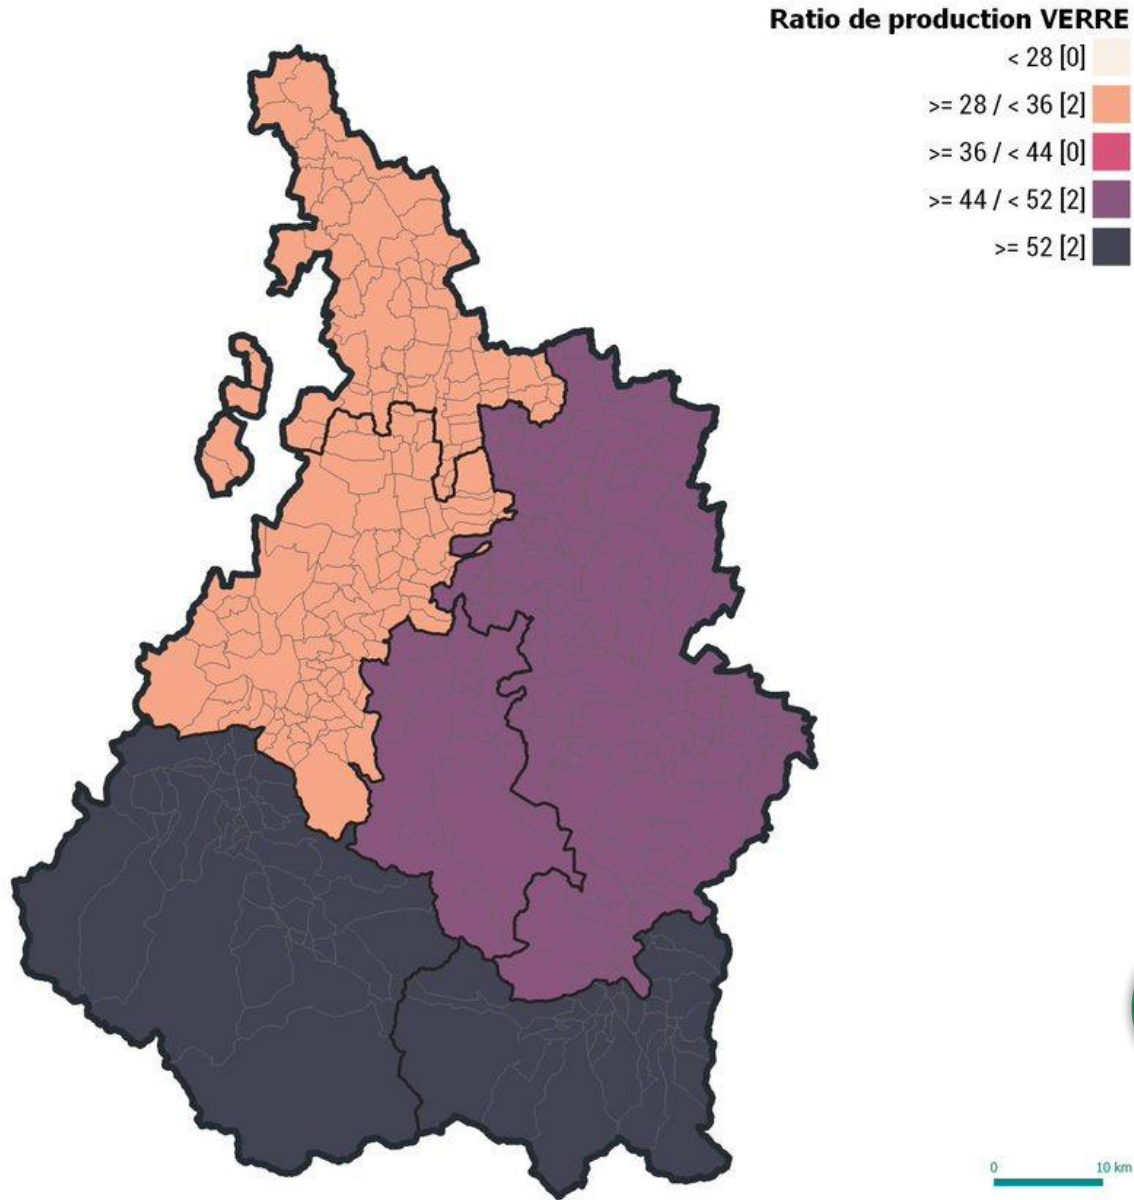 Ratio de production VERRE
< 28 [0]
>= 28 / < 36 [2]
>= 36 / < 44 [0]
>= 44 / < 52 [2]
>= 52 [2]
0 10 km